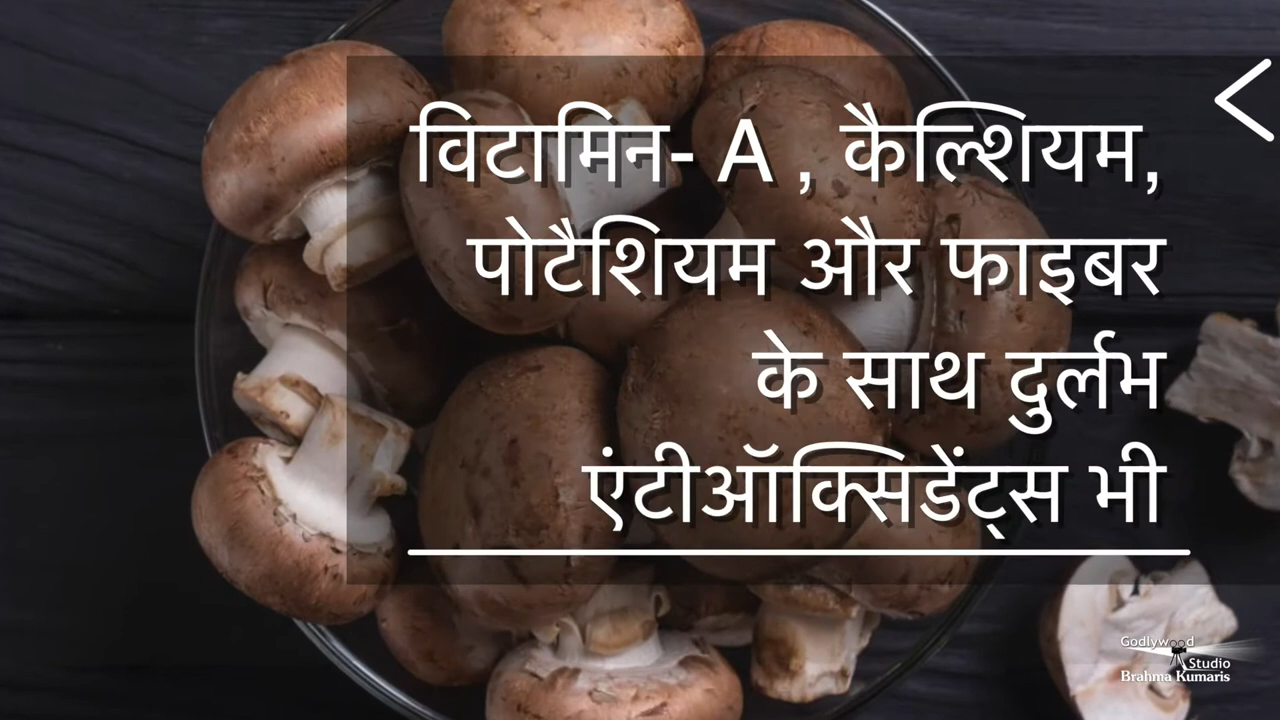 विटामिन- A , कैल्शियम,
पोटैशियम और फाइबर
के साथ दुर्लभ
एंटीऑक्सिडेंट्स भी
Godlywood
Studio
Brahma Kumaris